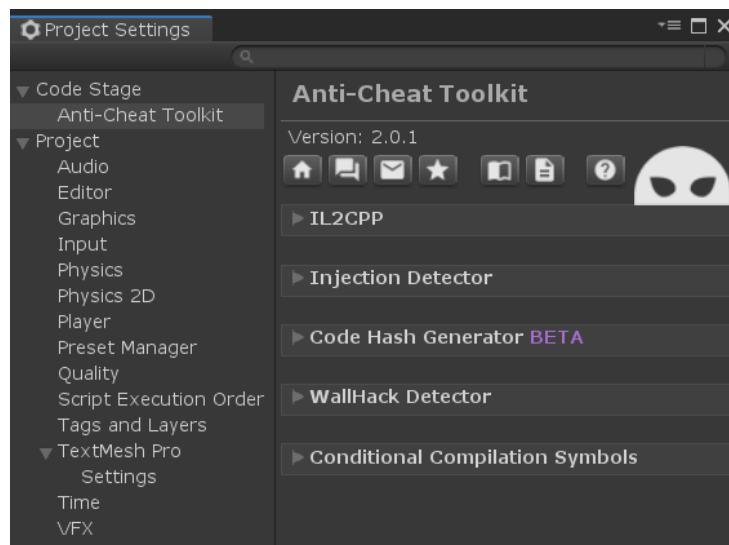 Project Settings
Code Stage
Anti-Cheat Toolkit
Project
Audio
Editor
Graphics
Input
Physics
Physics 2D
Player
Preset Manager
Quality
Script Execution Order
Tags and Layers
TextMesh Pro
Settings
Time
VFX
Anti-Cheat Toolkit
Version: 2.0.1
IL2CPP
Injection Detector
Code Hash Generator BETA
WallHack Detector
Conditional Compilation Symbols